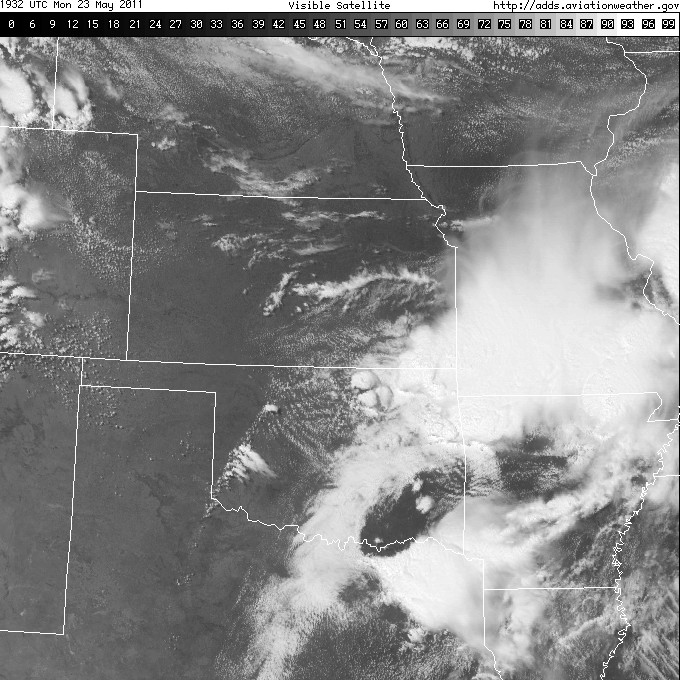 1932 UTC Mon 23 May 2011 Visible Satellite http://adds.aviationweather.gov
0 6 9 12 15 18 21 24 27 30 33 36 39 42 45 48 51 54 57 60 63 66 69 72 75 78 81 84 87 90 93 96 99